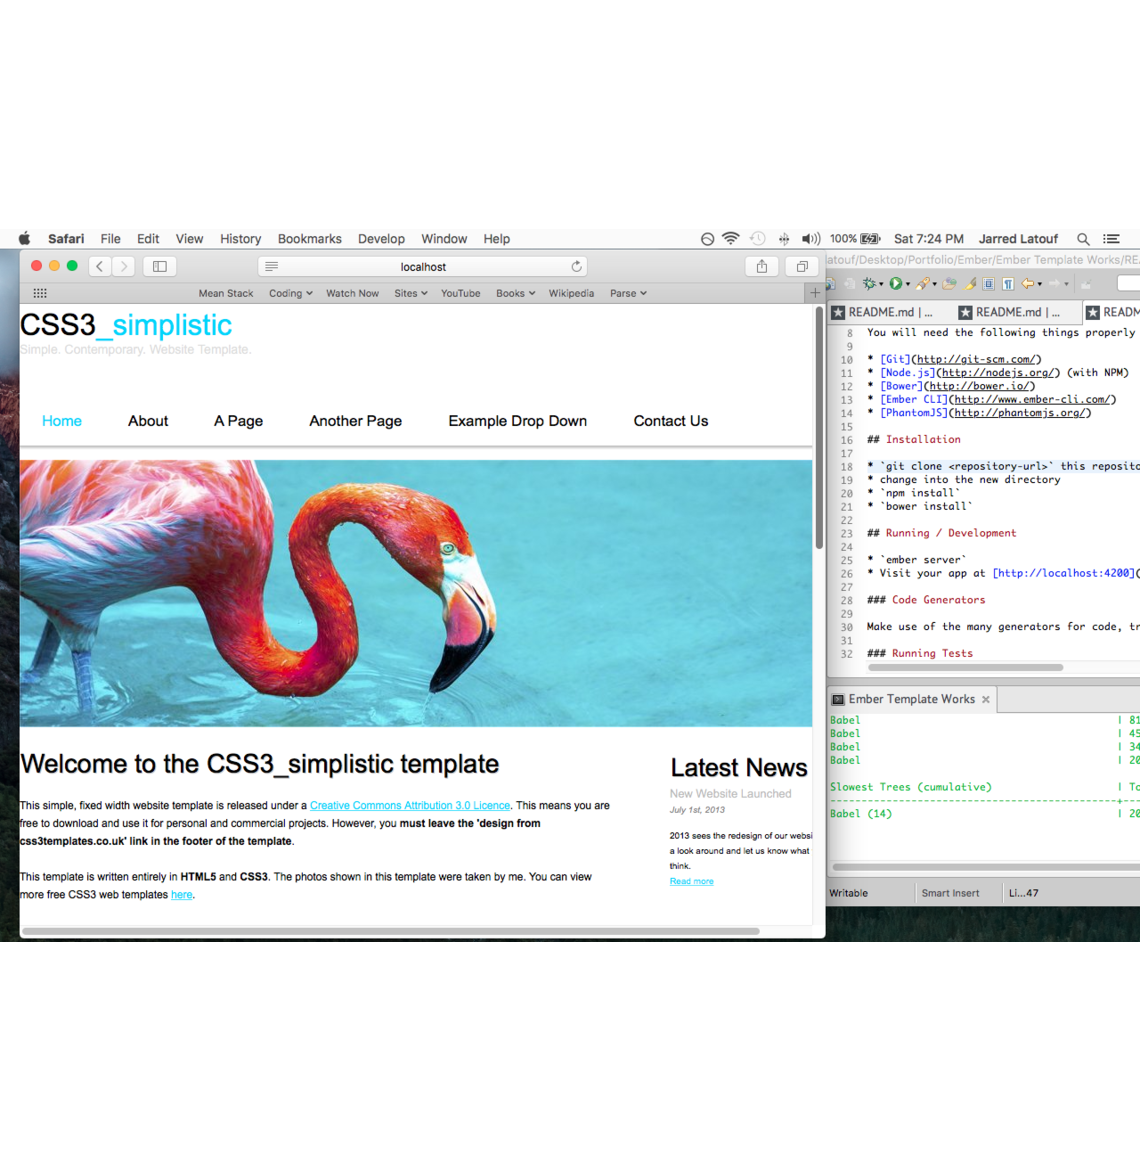 Safari File Edit View History Bookmarks Develop Window Help 100% Sat 7:24 PM Jarred Latouf
localhost
Mean Stack Coding Watch Now Sites YouTube Books Wikipedia Parse
CSS3_simplistic
Simple. Contemporary. Website Template.
Home About A Page Another Page Example Drop Down Contact Us
Welcome to the CSS3_simplistic template
This simple, fixed width website template is released under a Creative Commons Attribution 3.0 Licence. This means you are
free to download and use it for personal and commercial projects. However, you must leave the 'design from
css3templates.co.uk' link in the footer of the template.
This template is written entirely in HTML5 and CSS3. The photos shown in this template were taken by me. You can view
more free CSS3 web templates here.
Latest News
New Website Launched
July 1st, 2013
2013 sees the redesign of our websi
a look around and let us know what
think.
Read more
atouf/Desktop/Portfolio/Ember/Ember Template Works/RE
README.md | ... README.md | ... READM
8 You will need the following things properly
9
10 * [Git](http://git-scm.com/)
11 * [Node.js](http://nodejs.org/) (with NPM)
12 * [Bower](http://bower.io/)
13 * [Ember CLI](http://www.ember-cli.com/)
14 * [PhantomJS](http://phantomjs.org/)
15
16 ## Installation
17
18 * `git clone <repository-url>` this reposito
19 * change into the new directory
20 * `npm install`
21 * `bower install`
22
23 ## Running / Development
24
25 * `ember server`
26 * Visit your app at [http://localhost:4200](
27
28 ### Code Generators
29
30 Make use of the many generators for code, tr
31
32 ### Running Tests
Ember Template Works
Babel | 81
Babel | 45
Babel | 34
Babel | 20
Slowest Trees (cumulative) | To
----------------------------------------------+---
Babel (14) | 20
Writable Smart Insert Li...47